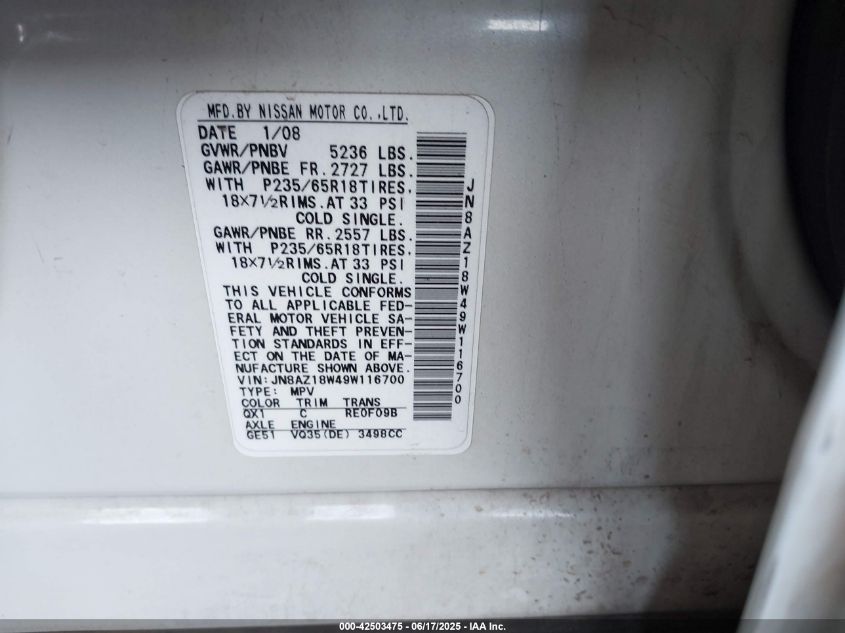 MFD.BY NISSAN MOTOR CO.,LTD.
DATE 1/08
GVWR/PNBV 5236 LBS.
GAWR/PNBE FR.2727 LBS.
WITH P235/65R18TIRES,
18×7½RIMS.AT 33 PSI
COLD SINGLE.
GAWR/PNBE RR.2557 LBS.
WITH P235/65R18TIRES,
18×7½RIMS.AT 33 PSI
COLD SINGLE.
THIS VEHICLE CONFORMS
TO ALL APPLICABLE FED-
ERAL MOTOR VEHICLE SA-
FETY AND THEFT PREVEN-
TION STANDARDS IN EFF-
ECT ON THE DATE OF MA-
NUFACTURE SHOWN ABOVE.
VIN:JN8AZ18W49W116700
TYPE: MPV
COLOR TRIM TRANS
QX1 C RE0F09B
AXLE ENGINE
GE51 VQ35(DE) 3498CC
JN8AZ18W49W116700
000-42503475 - 06/17/2025 - IAA Inc.